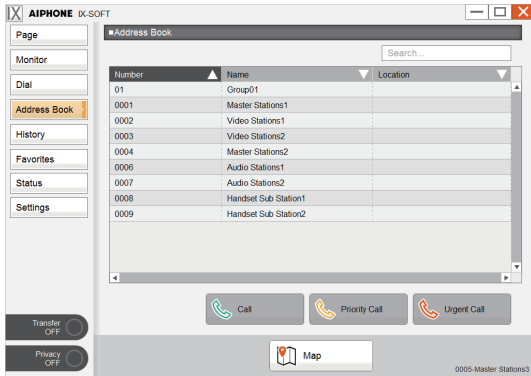 IX AIPHONE IX-SOFT
Page
Monitor
Dial
Address Book
History
Favorites
Status
Settings
Transfer
OFF
Privacy
OFF
■Address Book
Search...
Number Name Location
01 Group01
0001 Master Stations1
0002 Video Stations1
0003 Video Stations2
0004 Master Stations2
0006 Audio Stations1
0007 Audio Stations2
0008 Handset Sub Station1
0009 Handset Sub Station2
Call
Priority Call
Urgent Call
Map
0005-Master Stations3